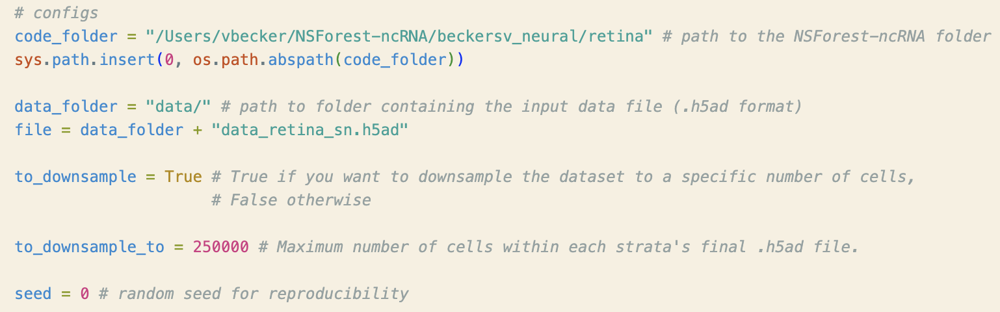 # configs
code_folder = "/Users/vbecker/NSForest-ncRNA/beckersv_neural/retina" # path to the NSForest-ncRNA folder
sys.path.insert(0, os.path.abspath(code_folder))
data_folder = "data/" # path to folder containing the input data file (.h5ad format)
file = data_folder + "data_retina_sn.h5ad"
to_downsample = True # True if you want to downsample the dataset to a specific number of cells,
# False otherwise
to_downsample_to = 250000 # Maximum number of cells within each strata's final .h5ad file.
seed = 0 # random seed for reproducibility